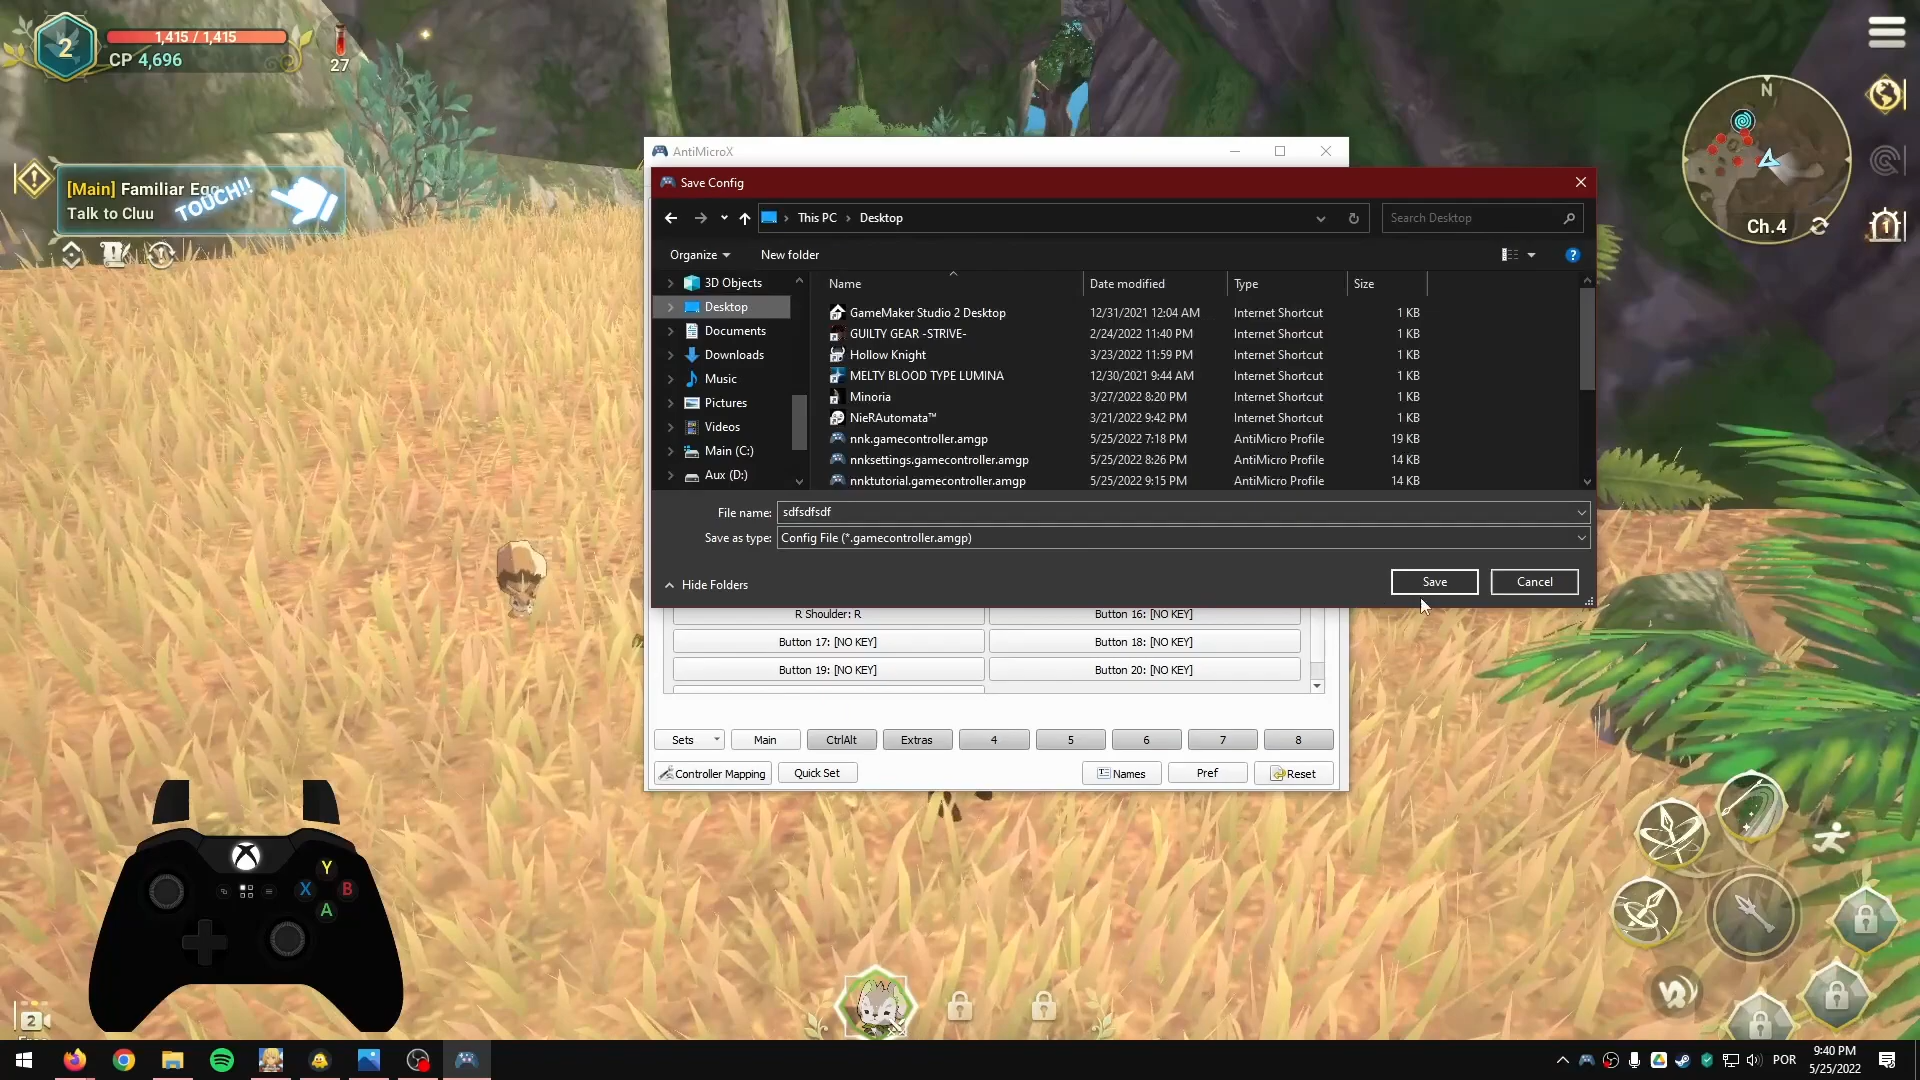 2
1,415 / 1,415
CP 4,696
27
[Main] Familiar Egg
TOUCH!!
Talk to Cluu
N
Ch.4
1
AntiMicroX
Save Config
This PC > Desktop
Search Desktop
Organize
New folder
?
3D Objects
Desktop
Documents
Downloads
Music
Pictures
Videos
Main (C:)
Aux (D:)
Name Date modified Type Size
GameMaker Studio 2 Desktop 12/31/2021 12:04 AM Internet Shortcut 1 KB
GUILTY GEAR -STRIVE- 2/24/2022 11:40 PM Internet Shortcut 1 KB
Hollow Knight 3/23/2022 11:59 PM Internet Shortcut 1 KB
MELTY BLOOD TYPE LUMINA 12/30/2021 9:44 AM Internet Shortcut 1 KB
Minoria 3/27/2022 8:20 PM Internet Shortcut 1 KB
NieRAutomata™ 3/21/2022 9:42 PM Internet Shortcut 1 KB
nnk.gamecontroller.amgp 5/25/2022 7:18 PM AntiMicro Profile 19 KB
nnksettings.gamecontroller.amgp 5/25/2022 8:26 PM AntiMicro Profile 14 KB
nnktutorial.gamecontroller.amgp 5/25/2022 9:15 PM AntiMicro Profile 14 KB
File name: sdfsdfsdf
Save as type: Config File (*.gamecontroller.amgp)
Hide Folders
Save
Cancel
R Shoulder: R
Button 16: [NO KEY]
Button 17: [NO KEY]
Button 18: [NO KEY]
Button 19: [NO KEY]
Button 20: [NO KEY]
Sets
Main
CtrlAlt
Extras
4
5
6
7
8
Controller Mapping
Quick Set
Names
Pref
Reset
Y
X
B
A
2
POR
9:40 PM
5/25/2022